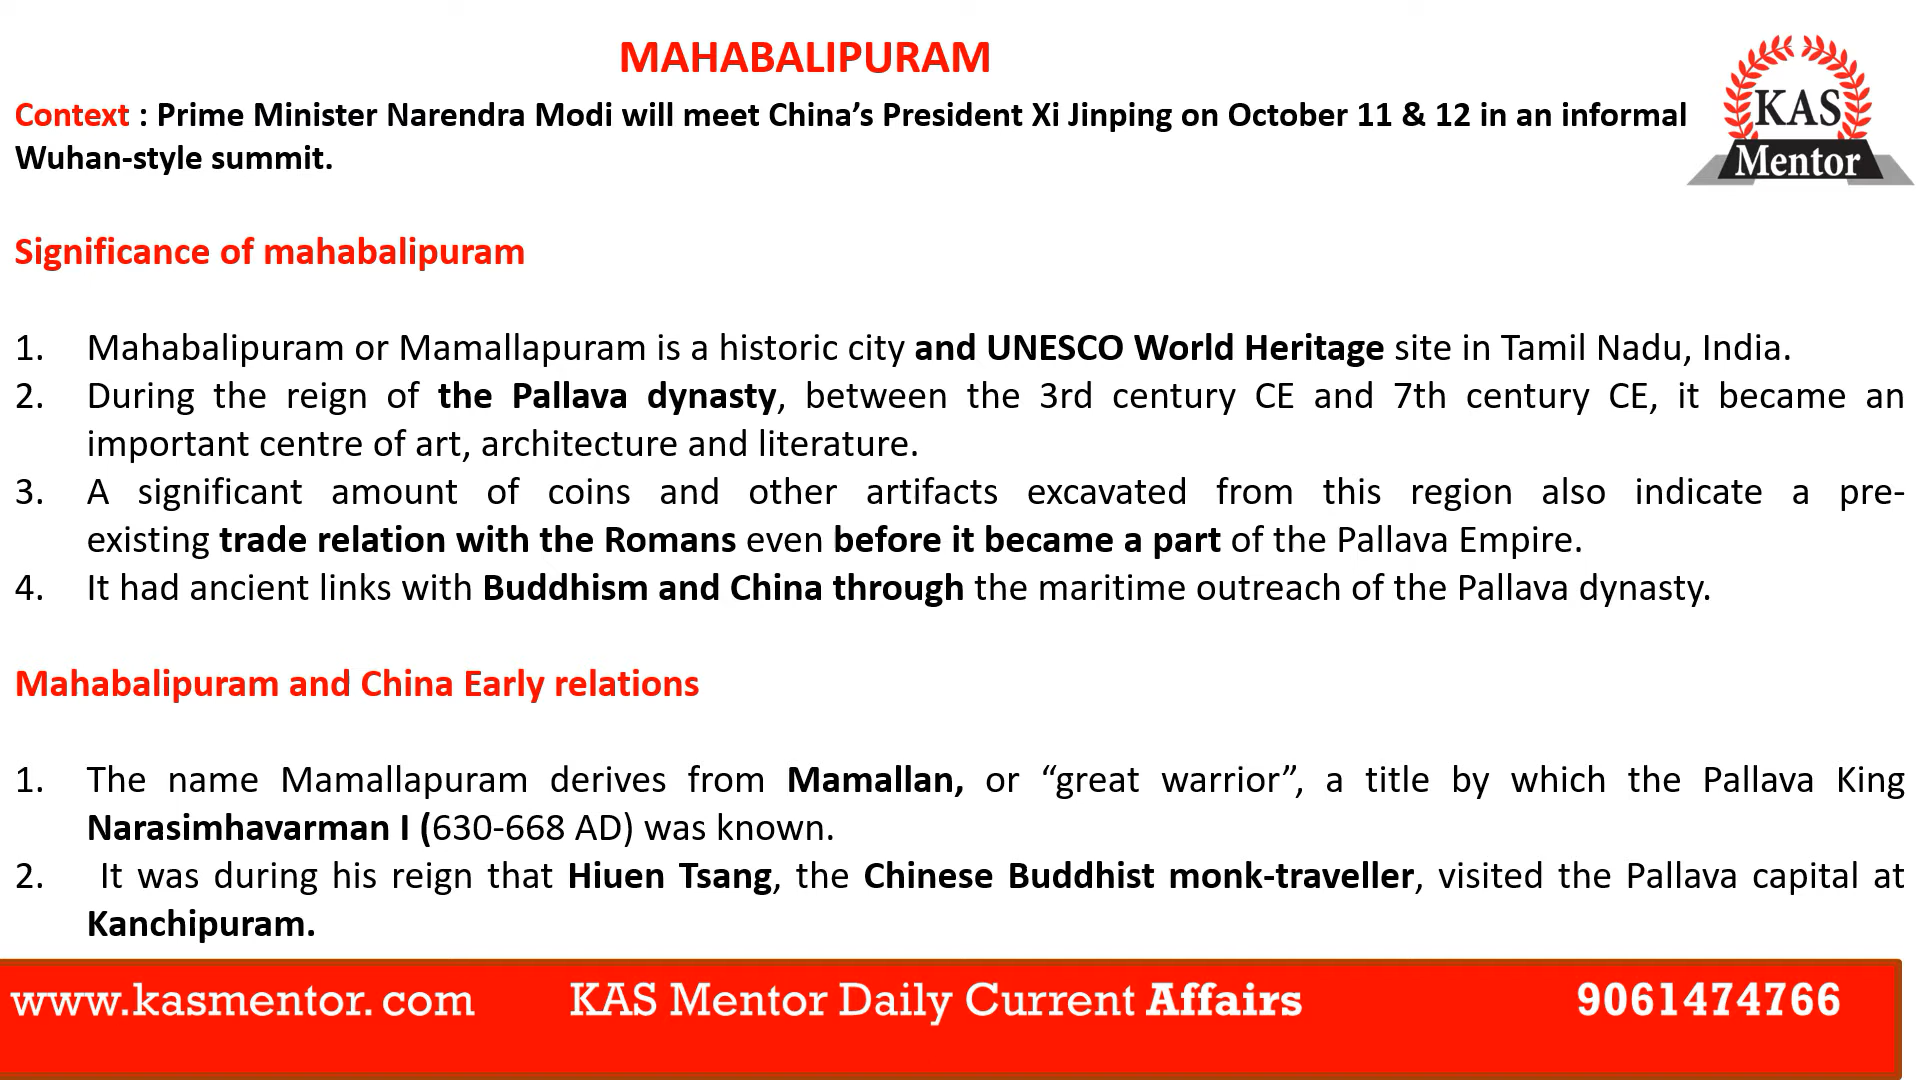 MAHABALIPURAM
Context : Prime Minister Narendra Modi will meet China’s President Xi Jinping on October 11 & 12 in an informal
Wuhan-style summit.
KAS
Mentor
Significance of mahabalipuram
1. Mahabalipuram or Mamallapuram is a historic city and UNESCO World Heritage site in Tamil Nadu, India.
2. During the reign of the Pallava dynasty, between the 3rd century CE and 7th century CE, it became an
important centre of art, architecture and literature.
3. A significant amount of coins and other artifacts excavated from this region also indicate a pre-
existing trade relation with the Romans even before it became a part of the Pallava Empire.
4. It had ancient links with Buddhism and China through the maritime outreach of the Pallava dynasty.
Mahabalipuram and China Early relations
1. The name Mamallapuram derives from Mamallan, or “great warrior”, a title by which the Pallava King
Narasimhavarman I (630-668 AD) was known.
2. It was during his reign that Hiuen Tsang, the Chinese Buddhist monk-traveller, visited the Pallava capital at
Kanchipuram.
www.kasmentor. com KAS Mentor Daily Current Affairs 9061474766